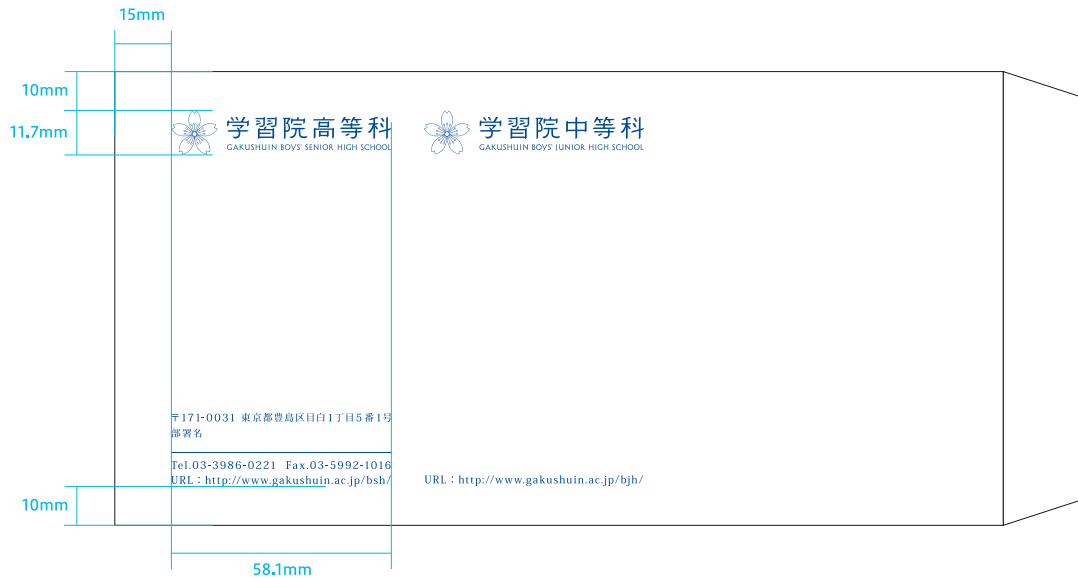 15mm
10mm
11.7mm
学習院高等科
GAKUSHUIN BOYS' SENIOR HIGH SCHOOL
学習院中等科
GAKUSHUIN BOYS' JUNIOR HIGH SCHOOL
〒171-0031 東京都豊島区目白1丁目5番1号
部署名
Tel.03-3986-0221 Fax.03-5992-1016
URL：http://www.gakushuin.ac.jp/bsh/
URL：http://www.gakushuin.ac.jp/bjh/
10mm
58.1mm